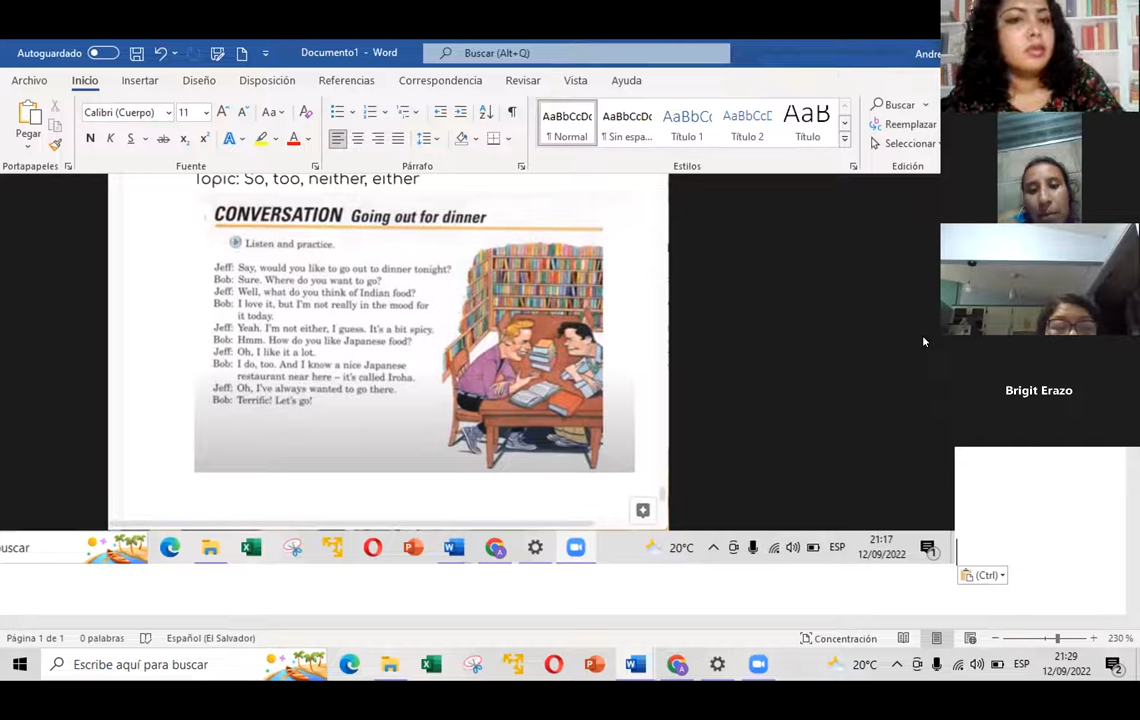 Autoguardado
Documento1 - Word
Buscar (Alt+Q)
Andre
Archivo Inicio Insertar Diseño Disposición Referencias Correspondencia Revisar Vista Ayuda
Pegar
Portapapeles
Calibri (Cuerpo) 11
N K S
Fuente
Párrafo
AaBbCcDc AaBbCcDc AaBbCc AaBbCcD AaB
¶ Normal ¶ Sin espa... Título 1 Título 2 Título
Estilos
Buscar
Reemplazar
Seleccionar
Edición
Topic: So, too, neither, either
CONVERSATION Going out for dinner
Listen and practice.
Jeff: Say, would you like to go out to dinner tonight?
Bob: Sure. Where do you want to go?
Jeff: Well, what do you think of Indian food?
Bob: I love it, but I'm not really in the mood for
it today.
Jeff: Yeah. I'm not either, I guess. It's a bit spicy.
Bob: Hmm. How do you like Japanese food?
Jeff: Oh, I like it a lot.
Bob: I do, too. And I know a nice Japanese
restaurant near here – it's called Iroha.
Jeff: Oh, I've always wanted to go there.
Bob: Terrific! Let's go!
Brigit Erazo
buscar
20°C
ESP
21:17
12/09/2022
1
(Ctrl)
Página 1 de 1 0 palabras Español (El Salvador)
Concentración
230 %
Escribe aquí para buscar
20°C
ESP
21:29
12/09/2022
2